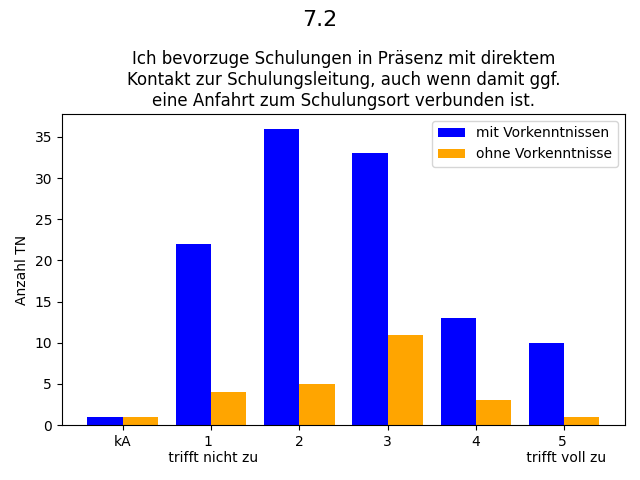 7.2
Ich bevorzuge Schulungen in Präsenz mit direktem
Kontakt zur Schulungsleitung, auch wenn damit ggf.
eine Anfahrt zum Schulungsort verbunden ist.
mit Vorkenntnissen
ohne Vorkenntnisse
Anzahl TN
35
30
25
20
15
10
5
0
kA 1 2 3 4 5
trifft nicht zu trifft voll zu